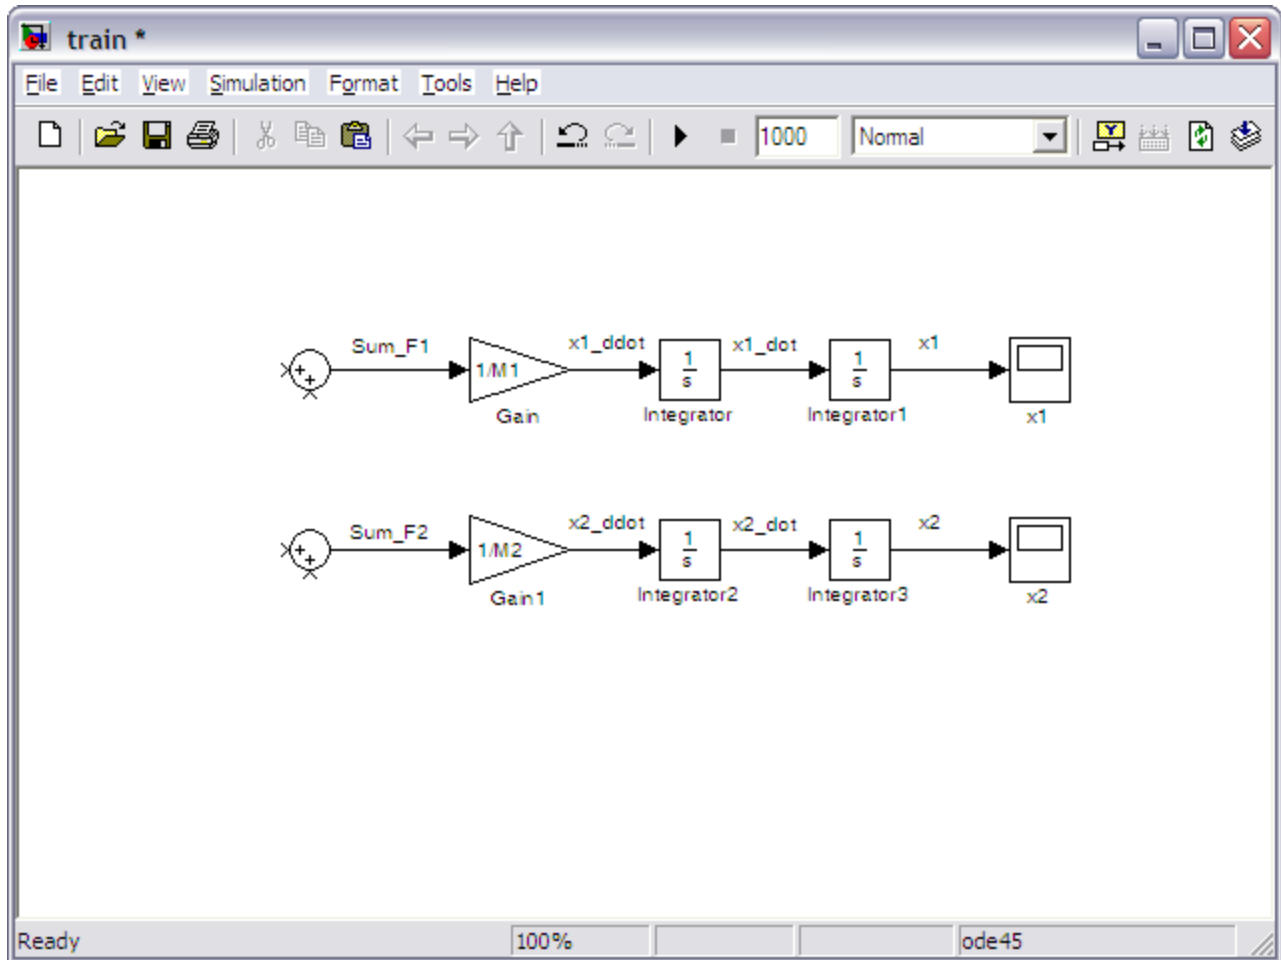 train *
File Edit View Simulation Format Tools Help
1000 Normal
Sum_F1 x1_ddot x1_dot x1
++ 1/M1 1/s 1/s
Gain Integrator Integrator1 x1
Sum_F2 x2_ddot x2_dot x2
++ 1/M2 1/s 1/s
Gain1 Integrator2 Integrator3 x2
Ready 100% ode45